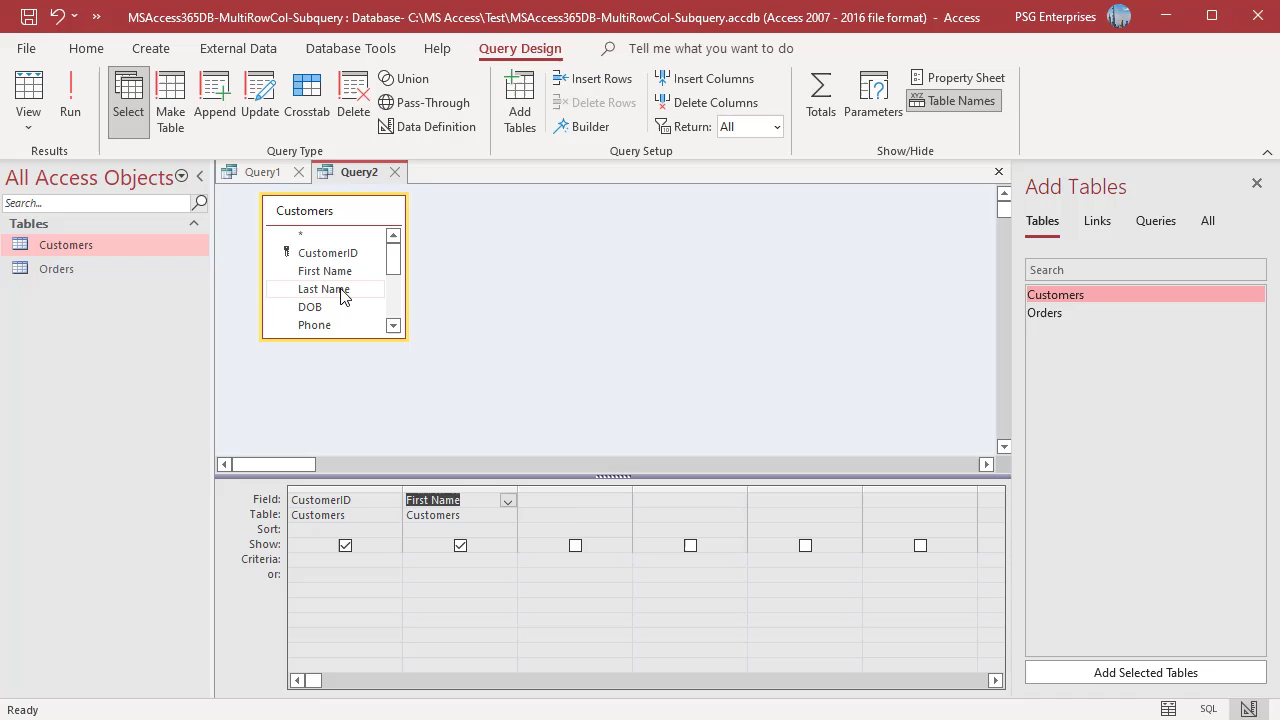 MSAccess365DB-MultiRowCol-Subquery : Database- C:\MS Access\Test\MSAccess365DB-MultiRowCol-Subquery.accdb (Access 2007 - 2016 file format) - Access
PSG Enterprises
File Home Create External Data Database Tools Help Query Design Tell me what you want to do
View
Run
Select
Make Table
Append
Update
Crosstab
Delete
Union
Pass-Through
Data Definition
Add Tables
Insert Rows
Delete Rows
Builder
Insert Columns
Delete Columns
Return: All
Totals
Parameters
Property Sheet
XYZ Table Names
Results
Query Type
Query Setup
Show/Hide
All Access Objects
Search...
Tables
Customers
Orders
Query1
Query2
Customers
*
CustomerID
First Name
Last Name
DOB
Phone
Field: CustomerID First Name
Table: Customers Customers
Sort:
Show:
Criteria:
or:
Add Tables
Tables Links Queries All
Search
Customers
Orders
Add Selected Tables
Ready
SQL